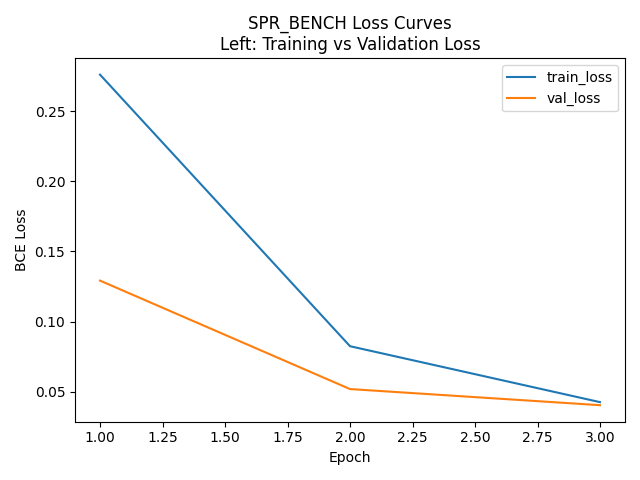 SPR_BENCH Loss Curves
Left: Training vs Validation Loss
train_loss
val_loss
BCE Loss
0.25
0.20
0.15
0.10
0.05
1.00 1.25 1.50 1.75 2.00 2.25 2.50 2.75 3.00
Epoch